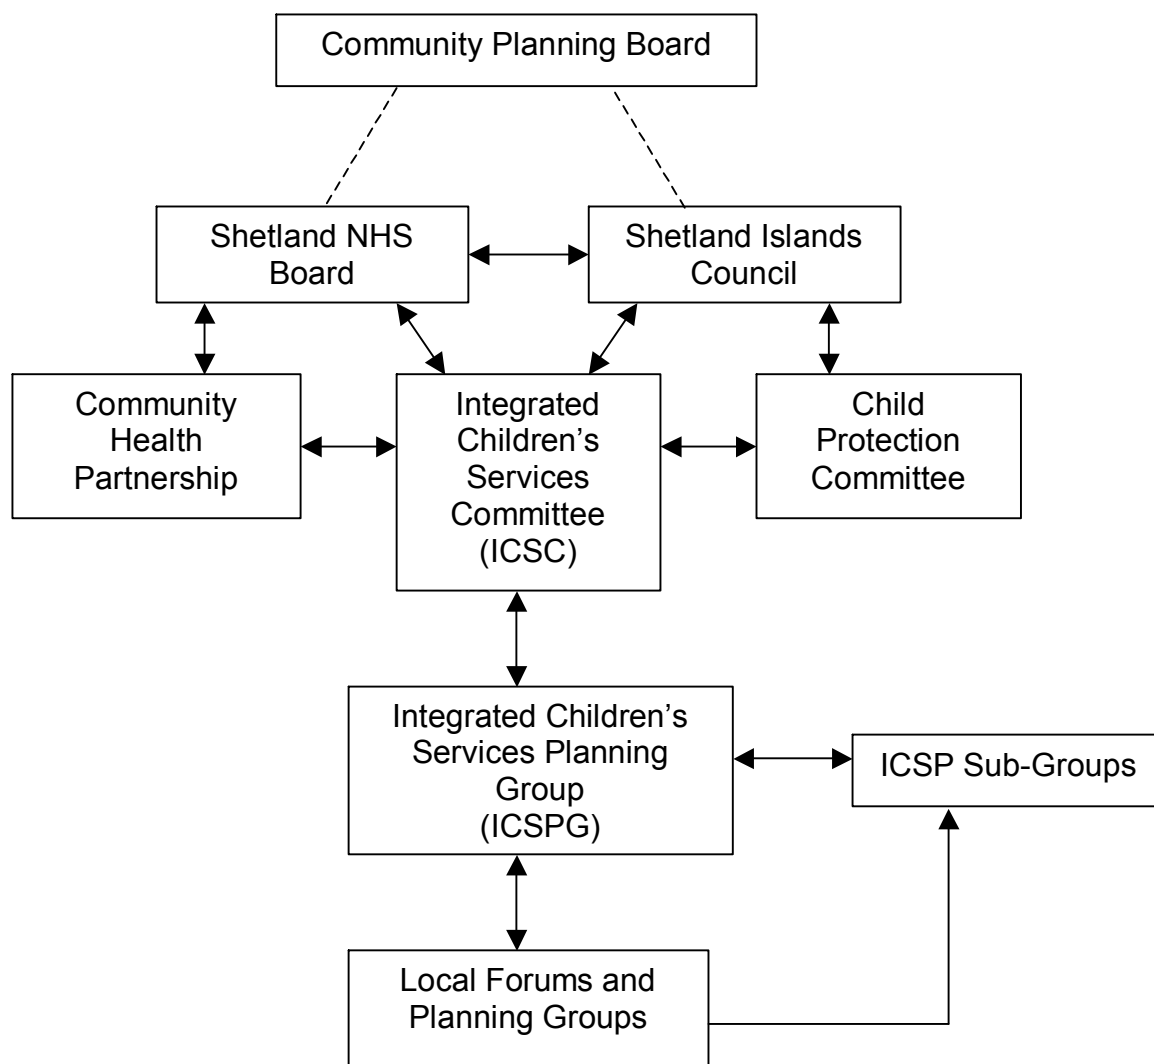 Community Planning Board
Shetland NHS
Board
Shetland Islands
Council
Community
Health
Partnership
Integrated
Children’s
Services
Committee
(ICSC)
Child
Protection
Committee
Integrated Children’s
Services Planning
Group
(ICSPG)
ICSP Sub-Groups
Local Forums and
Planning Groups